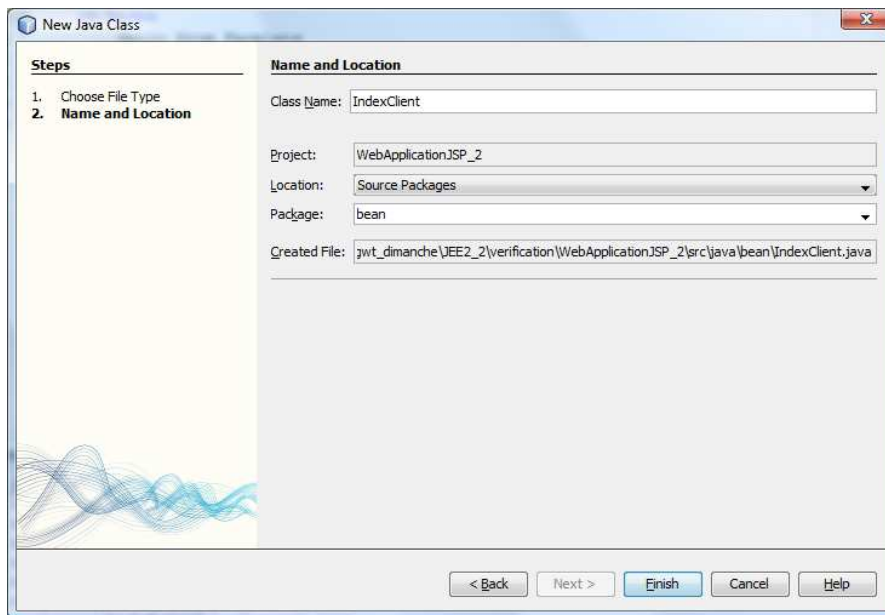 New Java Class
Steps
1. Choose File Type
2. Name and Location
Name and Location
Class Name: IndexClient
Project: WebApplicationJSP_2
Location: Source Packages
Package: bean
Created File: gwt_dimanche\JEE2_2\verification\WebApplicationJSP_2\src\java\bean\IndexClient.java
< Back Next > Finish Cancel Help